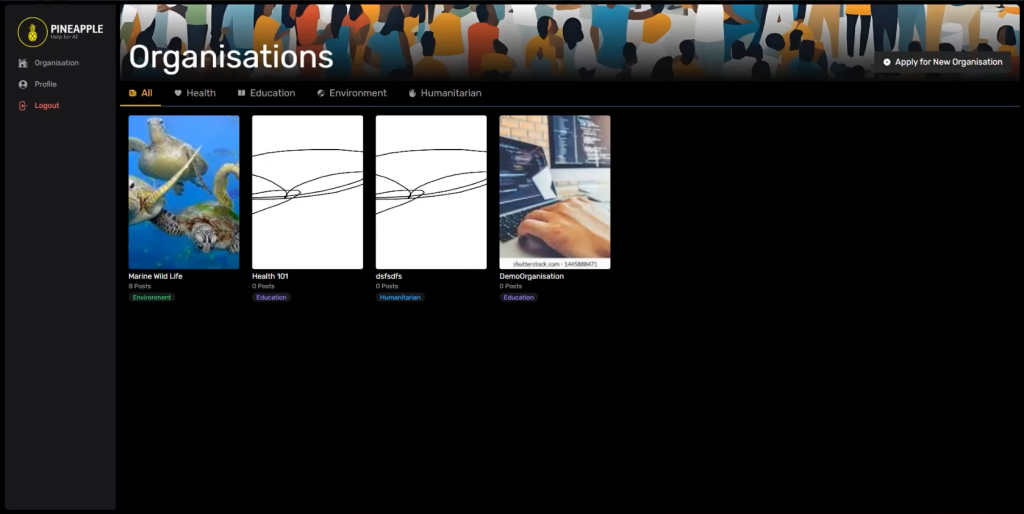 PINEAPPLE
Help for All
Organisation
Profile
Logout
Organisations
Apply for New Organisation
All
Health
Education
Environment
Humanitarian
Marine Wild Life
8 Posts
Environment
Health 101
0 Posts
Education
dsfsdfs
0 Posts
Humanitarian
shutterstock.com · 1445888471
DemoOrganisation
0 Posts
Education